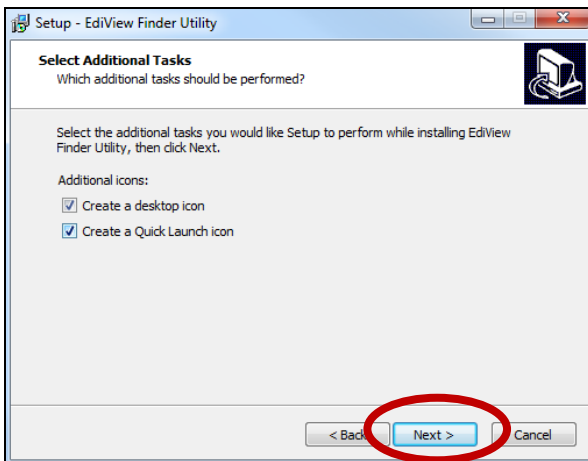 Setup - EdiView Finder Utility
Select Additional Tasks
Which additional tasks should be performed?
Select the additional tasks you would like Setup to perform while installing EdiView
Finder Utility, then click Next.
Additional icons:
Create a desktop icon
Create a Quick Launch icon
< Back Next > Cancel